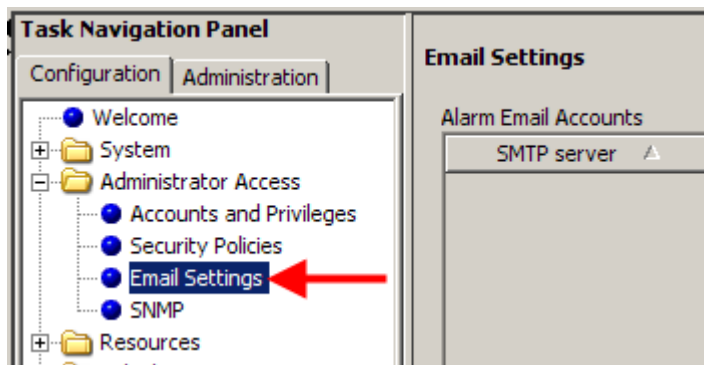 Task Navigation Panel
Configuration
Administration
Welcome
System
Administrator Access
Accounts and Privileges
Security Policies
Email Settings
SNMP
Resources
Email Settings
Alarm Email Accounts
SMTP server